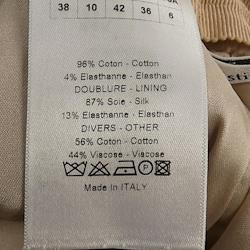 38 10 42 36 6
96% Coton - Cotton
4% Elasthanne - Elasthan
DOUBLURE - LINING
87% Soie - Silk
13% Elasthanne - Elasthan
DIVERS - OTHER
56% Coton - Cotton
44% Viscose - Viscose
Made In ITALY